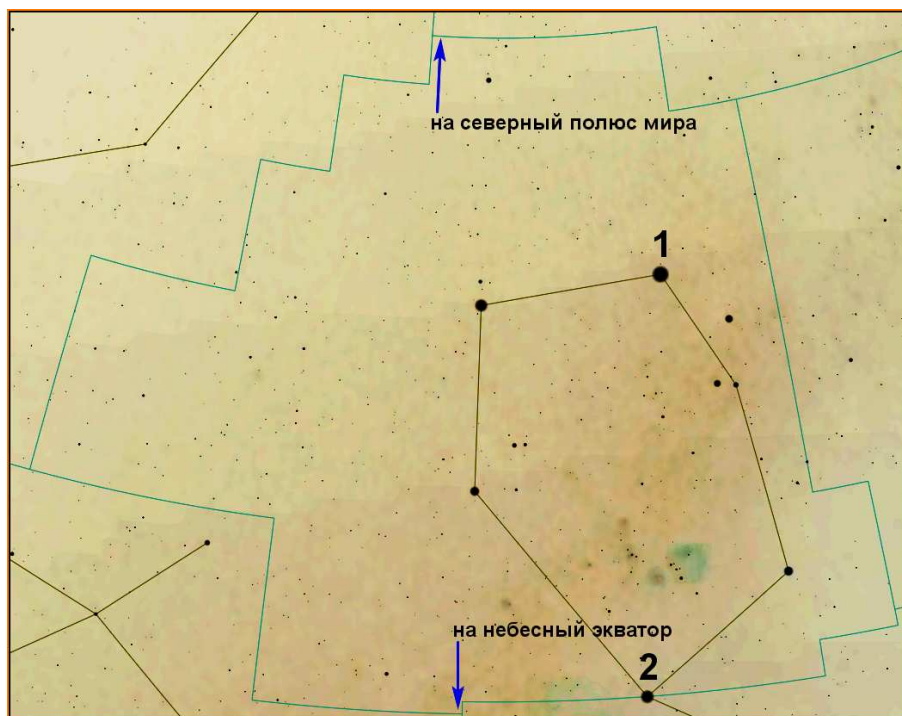 на северный полюс мира
1
на небесный экватор
2